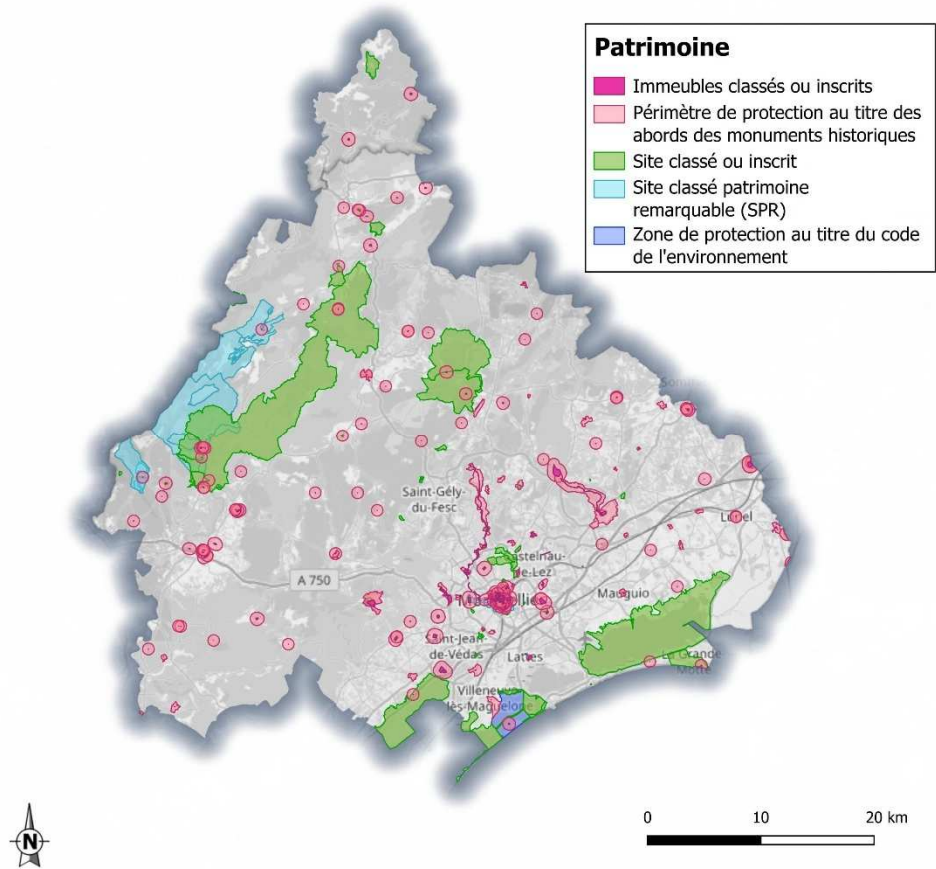 Patrimoine
Immeubles classés ou inscrits
Périmètre de protection au titre des
abords des monuments historiques
Site classé ou inscrit
Site classé patrimoine
remarquable (SPR)
Zone de protection au titre du code
de l'environnement
Saint-Gély-
du-Fesc
A 750
Mauguio
Saint-Jean
de-Védas
Lattes
La Grande-
Motte
Villeneuve
lès-Maguelone
N
0 10 20 km